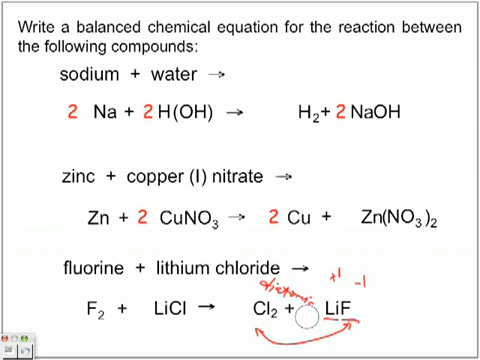 Write a balanced chemical equation for the reaction between
the following compounds:
sodium + water →
2 Na + 2 H(OH) → H₂+ 2 NaOH
zinc + copper (I) nitrate →
Zn + 2 CuNO₃ → 2 Cu + Zn(NO₃)₂
fluorine + lithium chloride →
diatomic +1 -1
F₂ + LiCl → Cl₂ + LiF